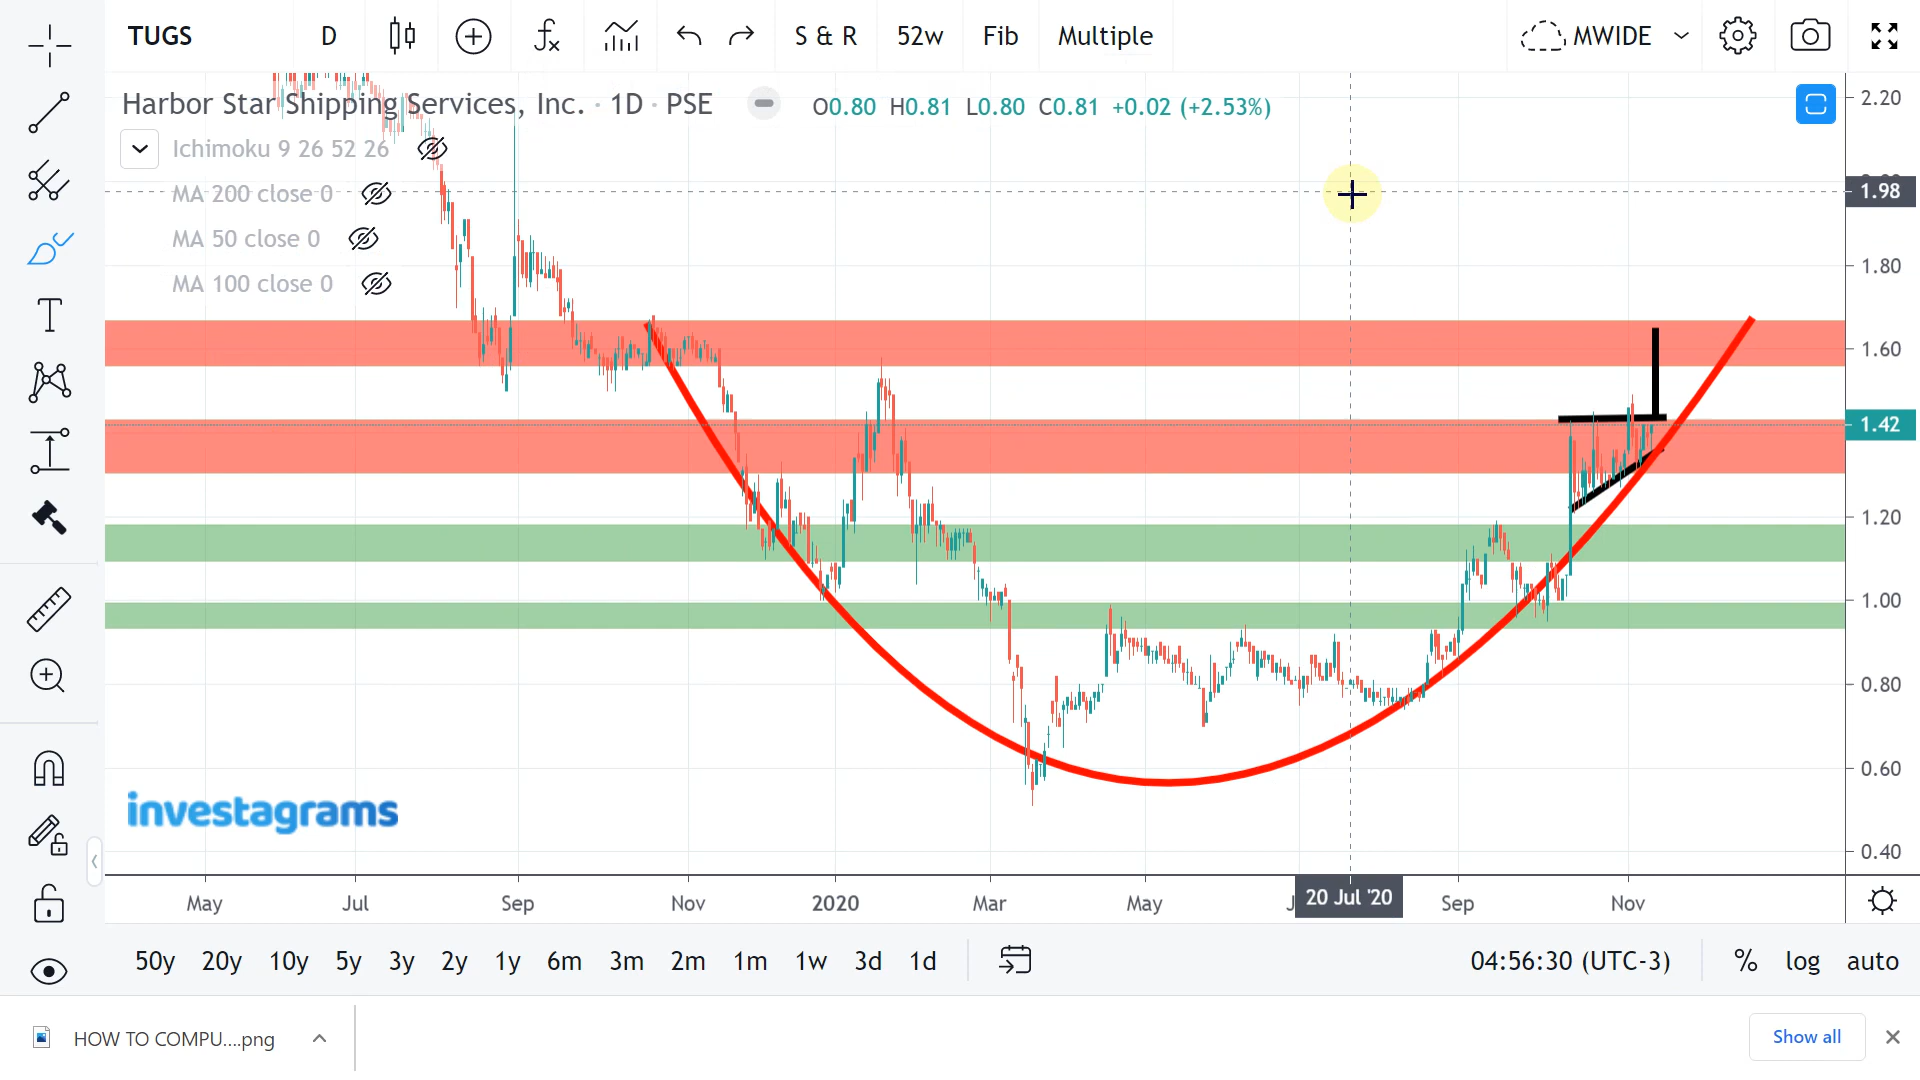 TUGS D S & R 52w Fib Multiple MWIDE
Harbor Star Shipping Services, Inc. · 1D · PSE O0.80 H0.81 L0.80 C0.81 +0.02 (+2.53%)
Ichimoku 9 26 52 26
MA 200 close 0
MA 50 close 0
MA 100 close 0
2.20
1.98
1.80
1.60
1.42
1.20
1.00
0.80
0.60
0.40
investagrams
May Jul Sep Nov 2020 Mar May 20 Jul '20 Sep Nov
50y 20y 10y 5y 3y 2y 1y 6m 3m 2m 1m 1w 3d 1d 04:56:30 (UTC-3) % log auto
HOW TO COMPU....png Show all